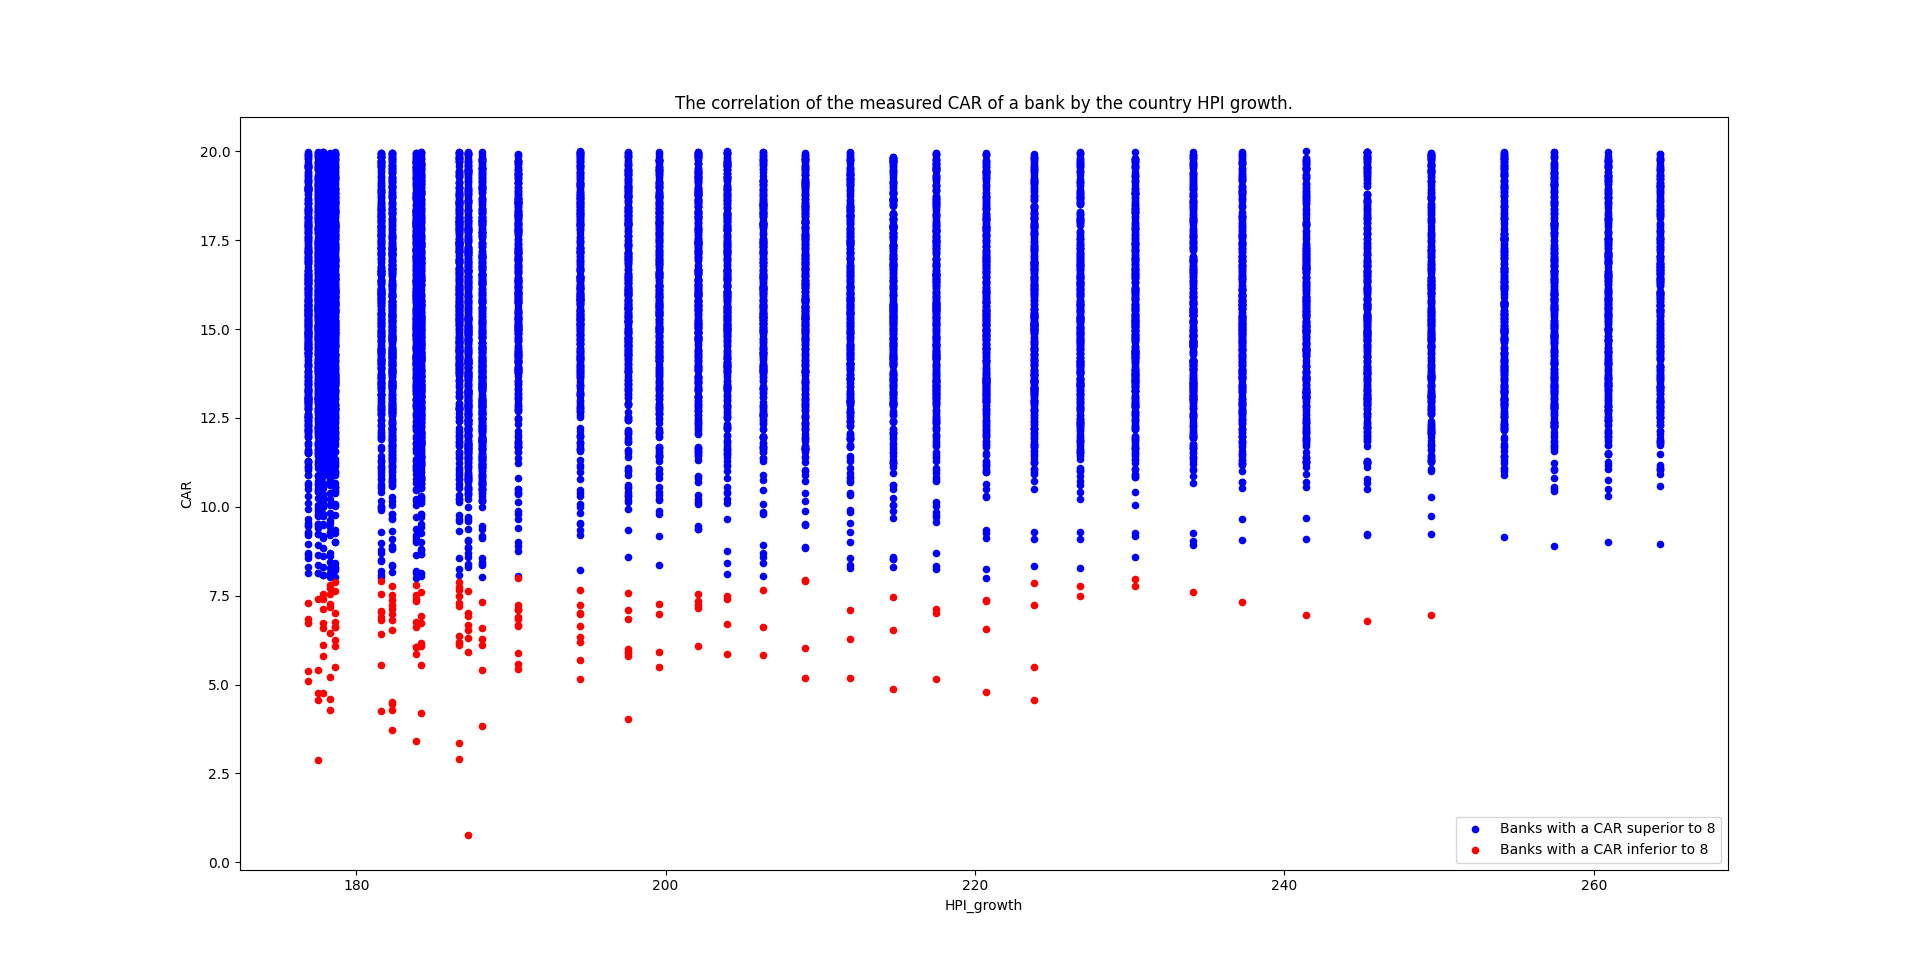 The correlation of the measured CAR of a bank by the country HPI growth.
20.0
17.5
15.0
12.5
10.0
7.5
5.0
2.5
0.0
CAR
180
200
220
240
260
HPI_growth
Banks with a CAR superior to 8
Banks with a CAR inferior to 8